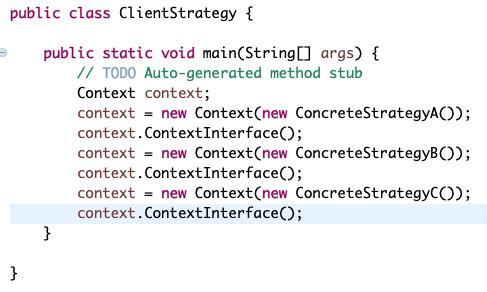 public class ClientStrategy {
public static void main(String[] args) {
// TODO Auto-generated method stub
Context context;
context = new Context(new ConcreteStrategyA());
context.ContextInterface();
context = new Context(new ConcreteStrategyB());
context.ContextInterface();
context = new Context(new ConcreteStrategyC());
context.ContextInterface();
}
}